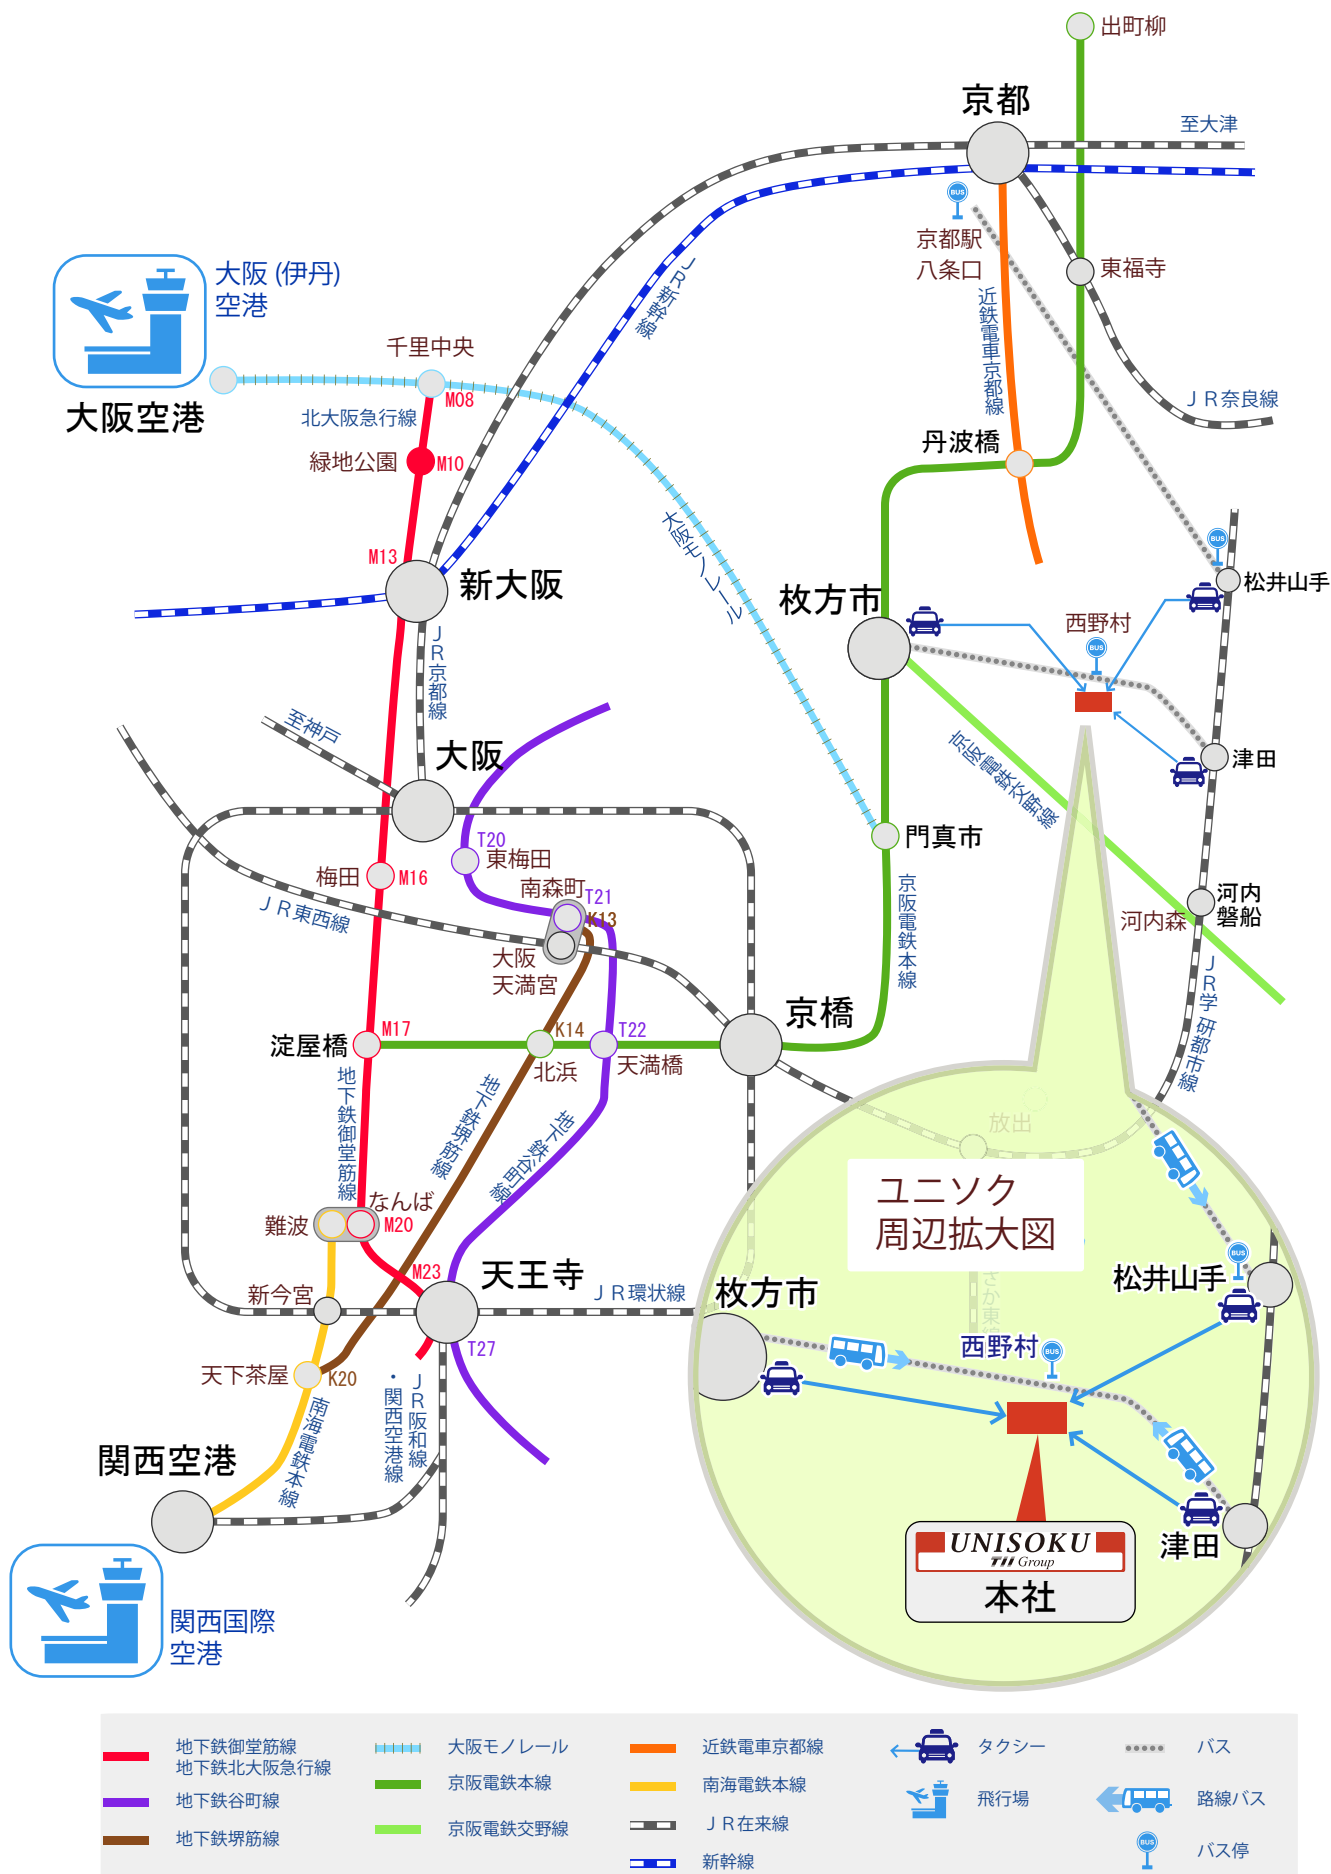 出町柳
京都
至大津
BUS
京都駅
八条口
東福寺
ＪＲ新幹線
近鉄電車京都線
大阪 (伊丹)
空港
大阪空港
千里中央
M08
北大阪急行線
緑地公園
M10
ＪＲ奈良線
丹波橋
大阪モノレール
M13
新大阪
枚方市
BUS
松井山手
西野村
BUS
ＪＲ京都線
至神戸
大阪
京阪電鉄交野線
津田
T20
東梅田
門真市
梅田
M16
南森町
T21
K13
ＪＲ東西線
大阪
天満宮
京阪電鉄本線
河内
磐船
河内森
ＪＲ学研都市線
京橋
淀屋橋
M17
K14
T22
北浜
天満橋
地下鉄御堂筋線
地下鉄堺筋線
地下鉄谷町線
放出
ユニソク
周辺拡大図
さか東線
なんば
難波
M20
M23
天王寺
新今宮
ＪＲ環状線
T27
天下茶屋
K20
ＪＲ阪和線
・関西空港線
南海電鉄本線
枚方市
松井山手
BUS
西野村
BUS
関西空港
UNISOKU
TII Group
本社
津田
関西国際
空港
地下鉄御堂筋線
地下鉄北大阪急行線
地下鉄谷町線
地下鉄堺筋線
大阪モノレール
京阪電鉄本線
京阪電鉄交野線
近鉄電車京都線
南海電鉄本線
ＪＲ在来線
新幹線
タクシー
飛行場
バス
路線バス
BUS
バス停